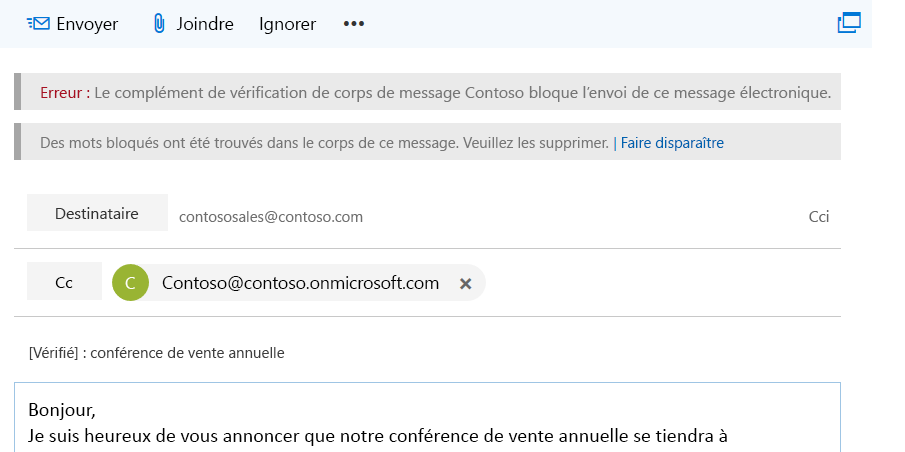 Envoyer Joindre Ignorer •••
Erreur : Le complément de vérification de corps de message Contoso bloque l'envoi de ce message électronique.
Des mots bloqués ont été trouvés dans le corps de ce message. Veuillez les supprimer. | Faire disparaître
Destinataire contososales@contoso.com Cci
Cc C Contoso@contoso.onmicrosoft.com ×
[Vérifié] : conférence de vente annuelle
Bonjour,
Je suis heureux de vous annoncer que notre conférence de vente annuelle se tiendra à